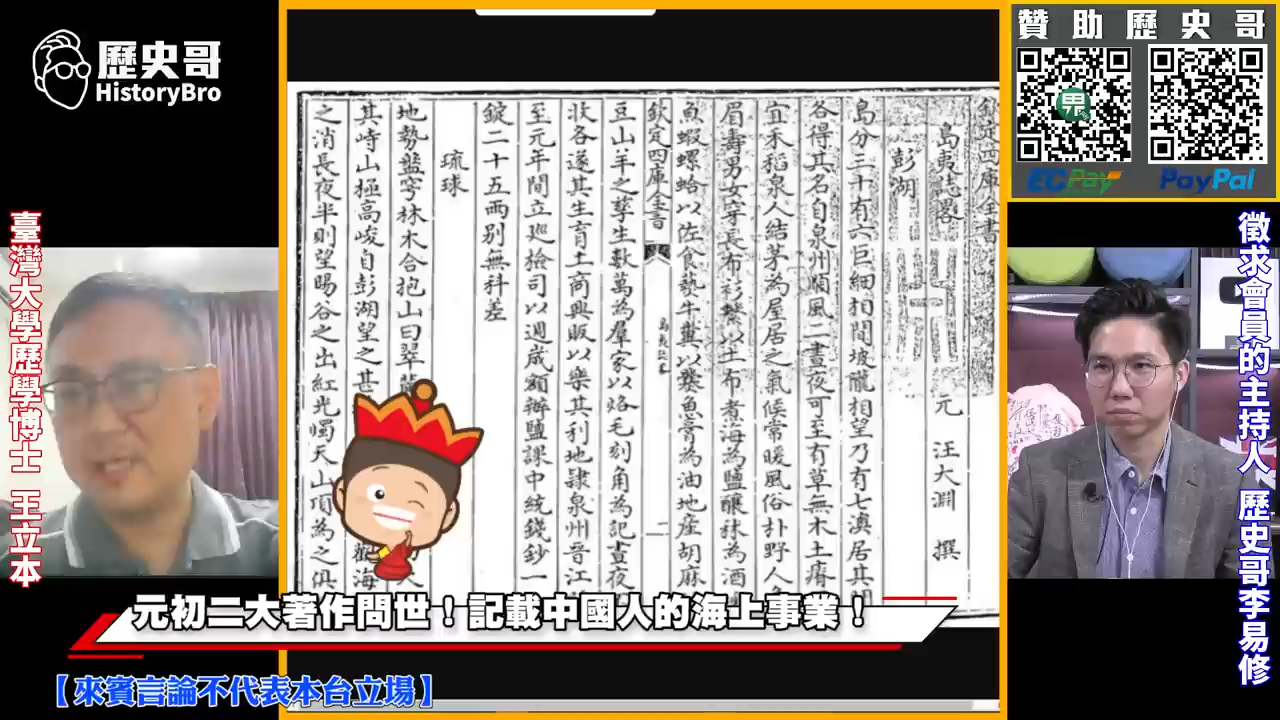 歷史哥
HistoryBro
贊助歷史哥
ECPay
PayPal
臺灣大學歷學博士 王立本
徵求會員的主持人 歷史哥李易修
島夷誌畧
元 汪大淵 撰
彭湖
島分三十有六巨細相間坡隴相望乃有七澳居其間
各得其名自泉州順風二晝夜可至有草無木土瘠
宜禾稻泉人結茅為屋居之氣候常暖風俗朴野人
眉壽男女穿長布衫繫以土布煮海為鹽釀秫為酒
魚蝦螺蛤以佐食爇牛糞以爨魚膏為油地產胡麻
欽定四庫全書
島夷誌畧
二
豆山羊之孳生數萬為羣家以烙毛刻角為記晝夜
收各遂其生育土商興販以樂其利地隸泉州晋江
至元年間立廵檢司以週歲額辦鹽課中統錢鈔一
錠二十五兩别無科差
琉球
地勢盤穹林木合抱山曰翠
其峙山極高峻自彭湖望之甚
觀海
之消長夜半則望晹谷之出紅光燭天山頂為之俱
元初二大著作問世！記載中國人的海上事業！
【來賓言論不代表本台立場】